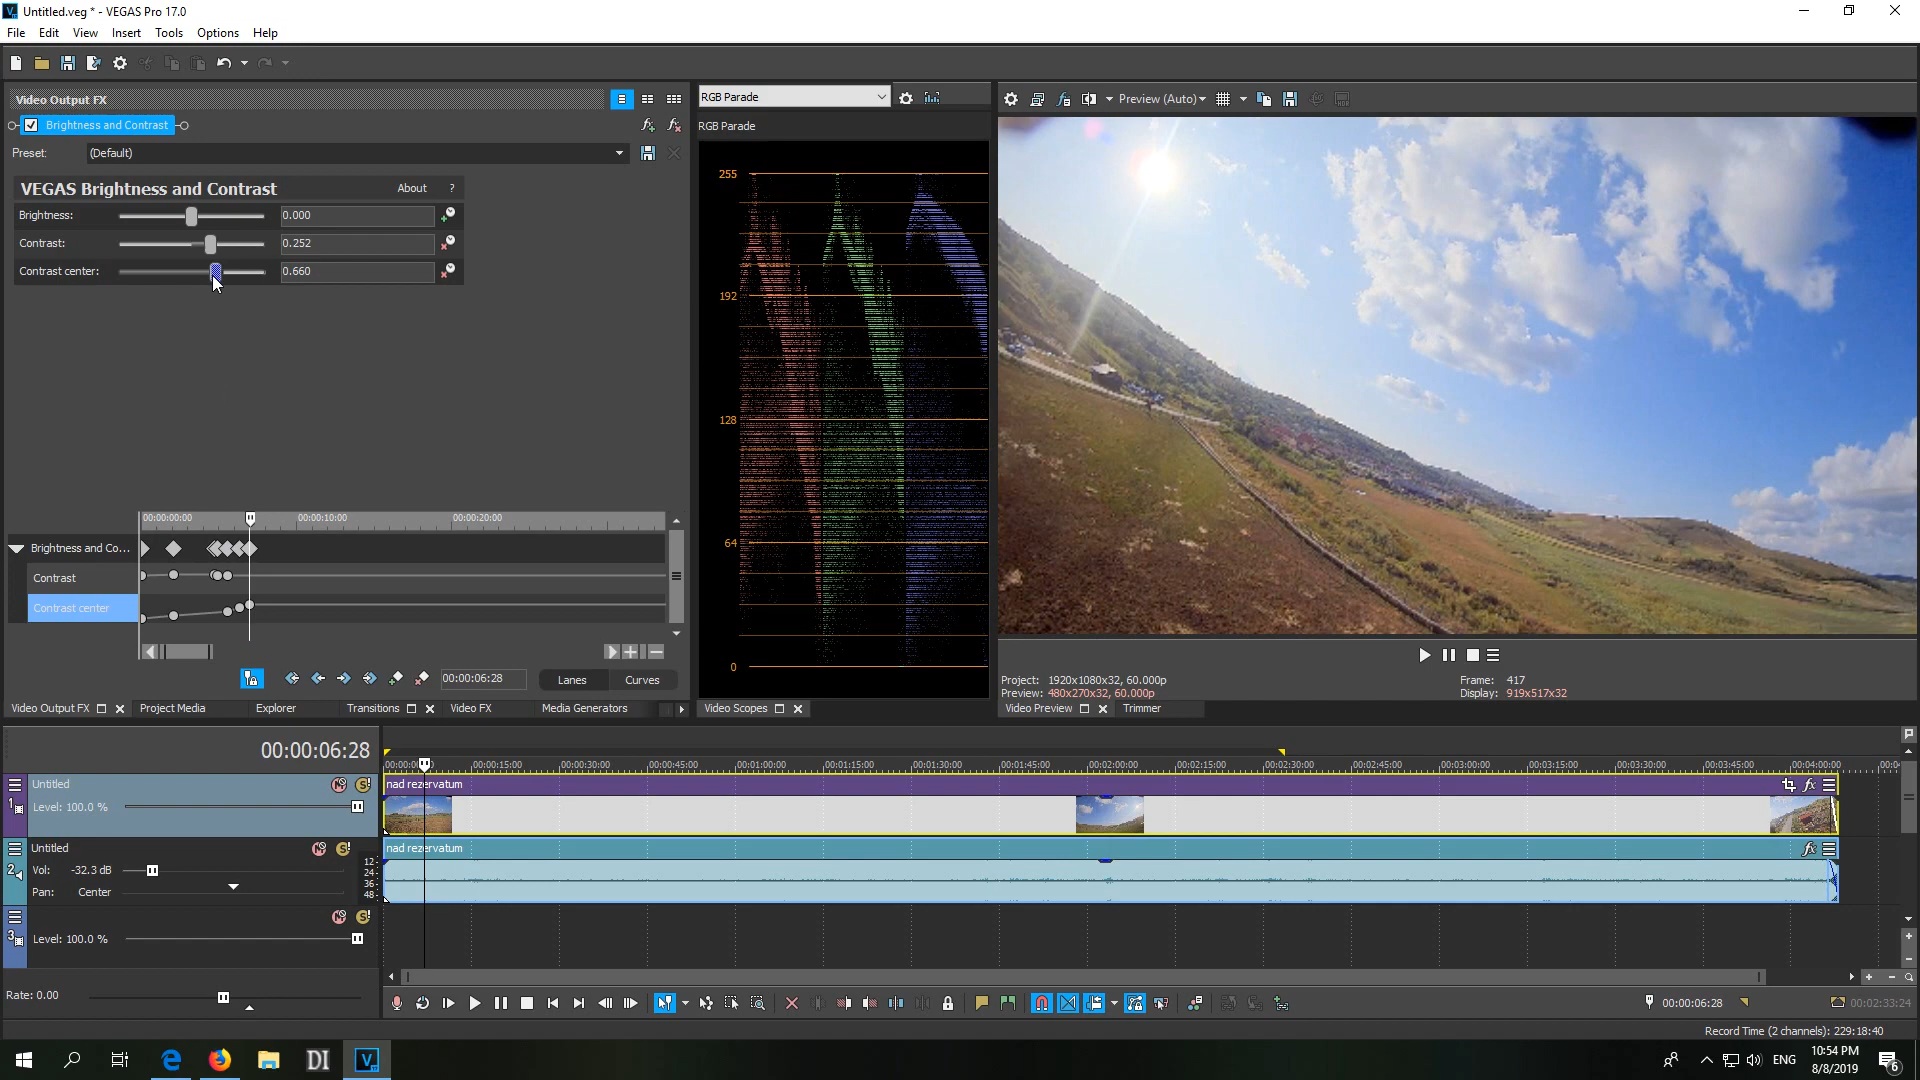 Untitled.veg * - VEGAS Pro 17.0
File Edit View Insert Tools Options Help
Video Output FX
Brightness and Contrast
Preset: (Default)
VEGAS Brightness and Contrast About ?
Brightness: 0.000
Contrast: 0.252
Contrast center: 0.660
00:00:00:00 00:00:10:00 00:00:20:00
Brightness and Co...
Contrast
Contrast center
00:00:06:28 Lanes Curves
Video Output FX Project Media Explorer Transitions Video FX Media Generators
RGB Parade
RGB Parade
255
192
128
64
0
Video Scopes
Preview (Auto)
Project: 1920x1080x32, 60.000p
Preview: 480x270x32, 60.000p
Frame: 417
Display: 919x517x32
Video Preview Trimmer
00:00:06:28
00:00:15:00 00:00:30:00 00:00:45:00 00:01:00:00 00:01:15:00 00:01:30:00 00:01:45:00 00:02:00:00 00:02:15:00 00:02:30:00 00:02:45:00 00:03:00:00 00:03:15:00 00:03:30:00 00:03:45:00 00:04:00:00
1
Untitled
Level: 100.0 %
nad rezervatum
fx
2
Untitled
Vol: -32.3 dB
Pan: Center
12
24
36
48
nad rezervatum
fx
3
Level: 100.0 %
Rate: 0.00
00:00:06:28
00:02:33:24
Record Time (2 channels): 229:18:40
DI
V
ENG
10:54 PM
8/8/2019
6